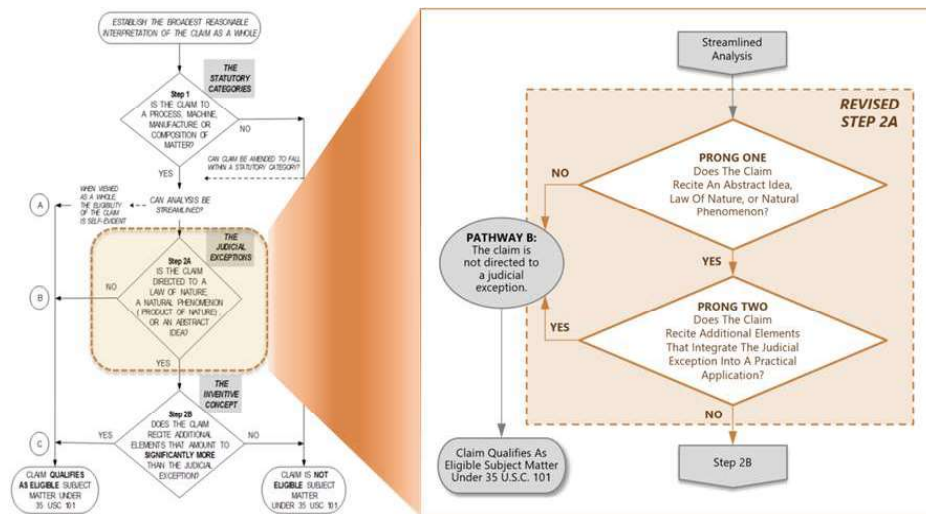 ESTABLISH THE BROADEST REASONABLE
INTERPRETATION OF THE CLAIM AS A WHOLE
THE
STATUTORY
CATEGORIES
Step 1
IS THE CLAIM TO
A PROCESS, MACHINE,
MANUFACTURE OR
COMPOSITION OF
MATTER?
NO
CAN CLAIM BE AMENDED TO FALL
WITHIN A STATUTORY CATEGORY?
YES
WHEN VIEWED
AS A WHOLE,
THE ELIGIBILITY
OF THE CLAIM
IS SELF-EVIDENT
A
CAN ANALYSIS BE
STREAMLINED?
THE
JUDICIAL
EXCEPTIONS
Step 2A
IS THE CLAIM
DIRECTED TO A
LAW OF NATURE,
A NATURAL PHENOMENON
(PRODUCT OF NATURE),
OR AN ABSTRACT
IDEA?
NO
B
YES
THE
INVENTIVE
CONCEPT
Step 2B
DOES THE CLAIM
RECITE ADDITIONAL
ELEMENTS THAT AMOUNT TO
SIGNIFICANTLY MORE
THAN THE JUDICIAL
EXCEPTION?
YES
NO
C
CLAIM QUALIFIES
AS ELIGIBLE SUBJECT
MATTER UNDER
35 USC 101
CLAIM IS NOT
ELIGIBLE SUBJECT
MATTER
UNDER 35 USC 101
Streamlined
Analysis
REVISED
STEP 2A
PRONG ONE
Does The Claim
Recite An Abstract Idea,
Law Of Nature, or Natural
Phenomenon?
NO
YES
PATHWAY B:
The claim is
not directed to
a judicial
exception.
PRONG TWO
Does The Claim
Recite Additional Elements
That Integrate The Judicial
Exception Into A Practical
Application?
YES
NO
Claim Qualifies As
Eligible Subject Matter
Under 35 U.S.C. 101
Step 2B